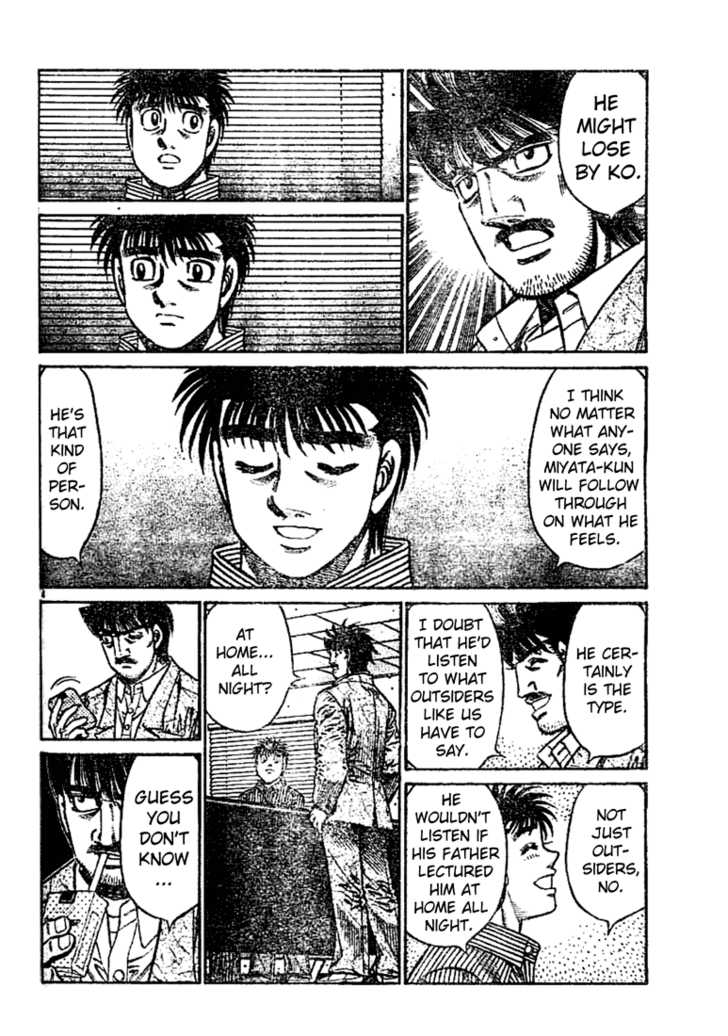 HE
MIGHT
LOSE
BY KO.
I THINK
NO MATTER
WHAT ANY-
ONE SAYS,
MIYATA-KUN
WILL FOLLOW
THROUGH
ON WHAT HE
FEELS.
HE'S
THAT
KIND
OF
PER-
SON.
HE CER-
TAINLY
IS THE
TYPE.
I DOUBT
THAT HE'D
LISTEN
TO WHAT
OUTSIDERS
LIKE US
HAVE TO
SAY.
NOT
JUST
OUT-
SIDERS,
NO.
HE
WOULDN'T
LISTEN IF
HIS FATHER
LECTURED
HIM AT
HOME ALL
NIGHT.
AT
HOME...
ALL
NIGHT?
GUESS
YOU
DON'T
KNOW
...